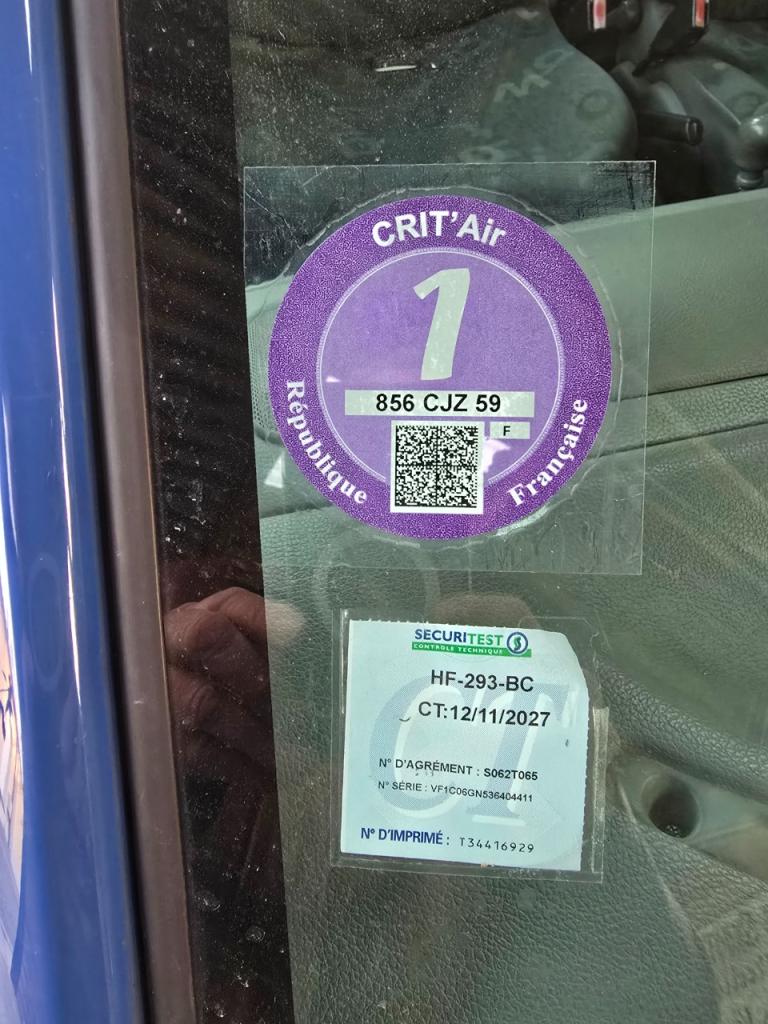 CRIT'Air
1
856 CJZ 59
F
République Française
SECURITEST
CONTROLE TECHNIQUE
HF-293-BC
CT:12/11/2027
N° D'AGRÉMENT : S062T065
N° SÉRIE : VF1C06GN536404411
N° D'IMPRIMÉ : T34416929